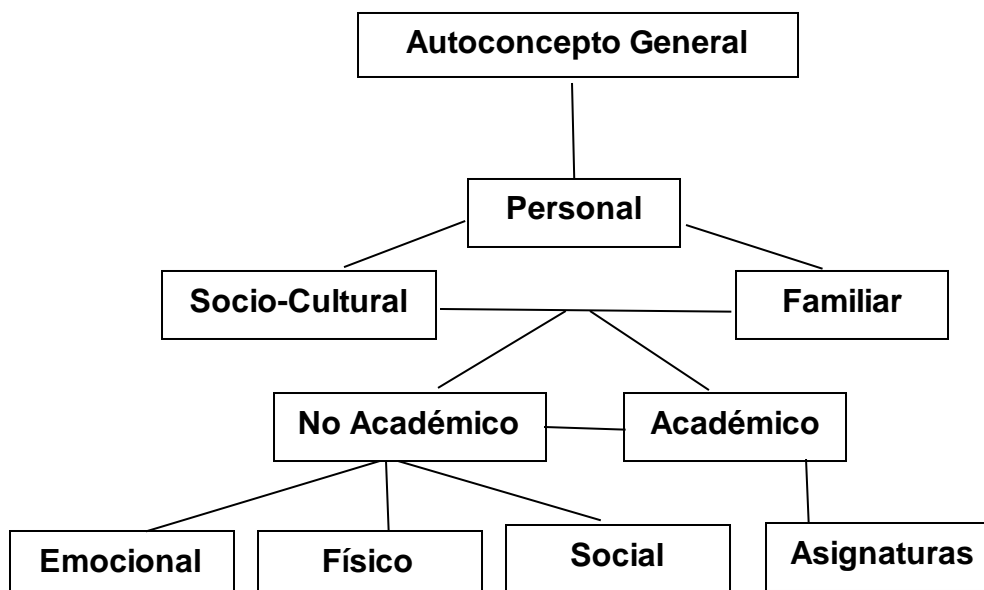 Autoconcepto General
Personal
Socio-Cultural
Familiar
No Académico
Académico
Emocional
Físico
Social
Asignaturas